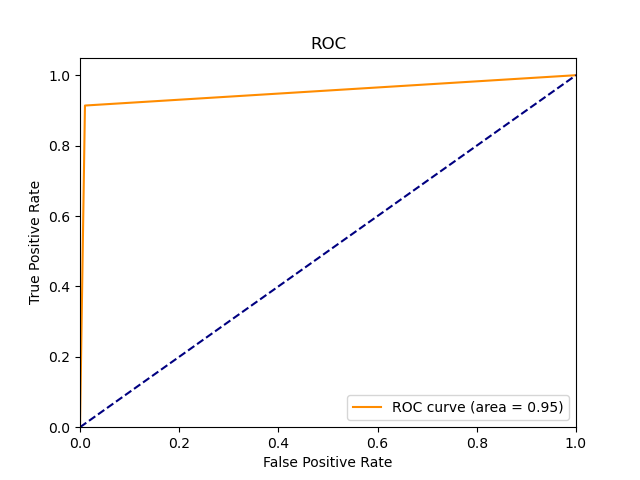 ROC
True Positive Rate
1.0
0.8
0.6
0.4
0.2
0.0
ROC curve (area = 0.95)
0.0 0.2 0.4 0.6 0.8 1.0
False Positive Rate